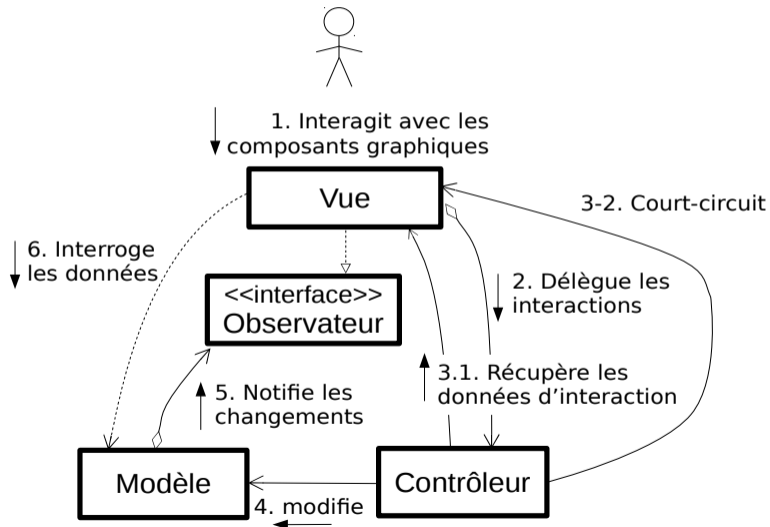 1. Interagit avec les
composants graphiques
Vue
3-2. Court-circuit
6. Interroge
les données
2. Délègue les
interactions
<<interface>>
Observateur
3.1. Récupère les
données d’interaction
5. Notifie les
changements
Modèle
Contrôleur
4. modifie